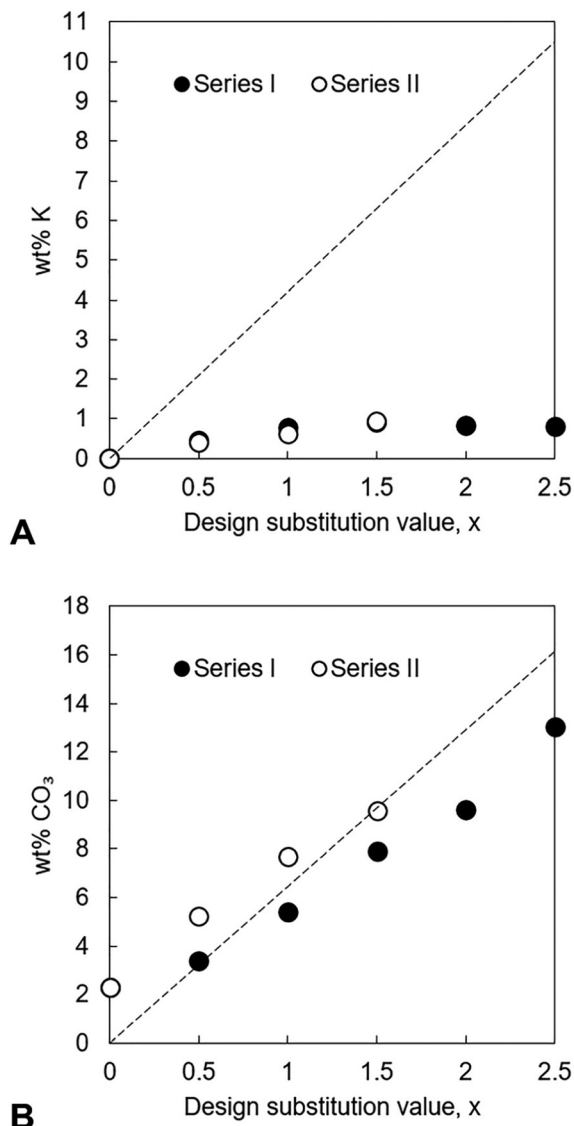 11
10
9
8
7
6
5
4
3
2
1
0
wt% K
Series I Series II
0 0.5 1 1.5 2 2.5
Design substitution value, x
A
18
16
14
12
10
8
6
4
2
0
wt% CO₃
Series I Series II
0 0.5 1 1.5 2 2.5
Design substitution value, x
B